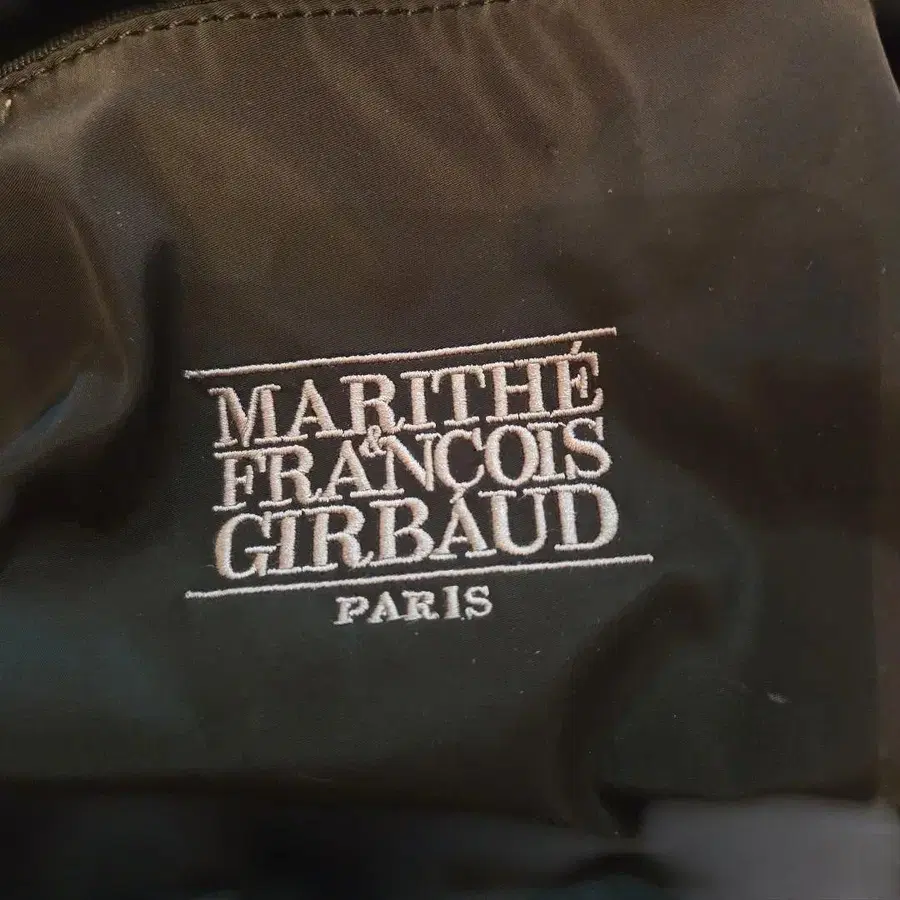 MARITHÉ
&
FRANÇOIS
GIRBAUD
PARIS